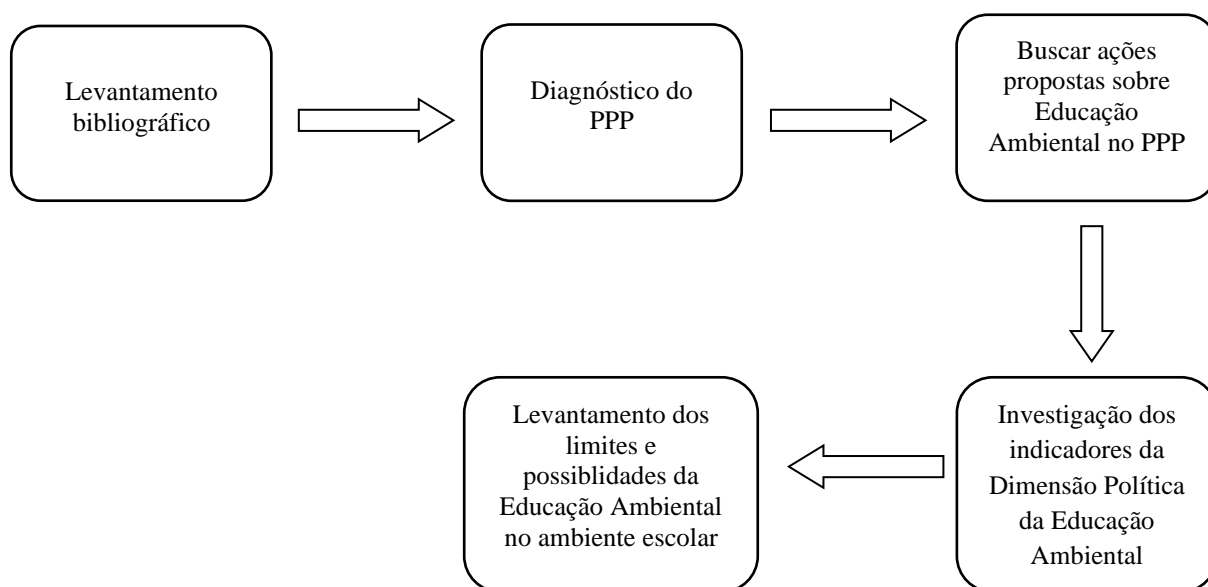 Levantamento
bibliográfico
Diagnóstico do
PPP
Buscar ações
propostas sobre
Educação
Ambiental no PPP
Investigação dos
indicadores da
Dimensão Política
da Educação
Ambiental
Levantamento dos
limites e
possiblidades da
Educação Ambiental
no ambiente escolar